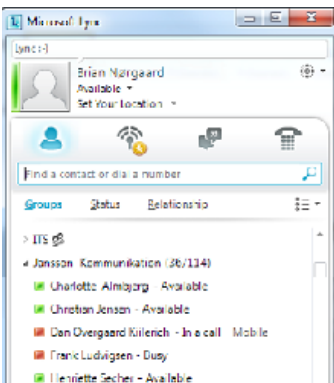 Microsoft Lync
Lync :-)
Brian Nørgaard
Available
Set Your Location
Find a contact or dial a number
Groups Status Relationship
ITS
Jansson Kommunikation (36/114)
Charlotte Almbjerg - Available
Christian Jensen - Available
Dan Overgaard Kiilerich - In a call Mobile
Frank Ludvigsen - Busy
Henriette Secher - Available